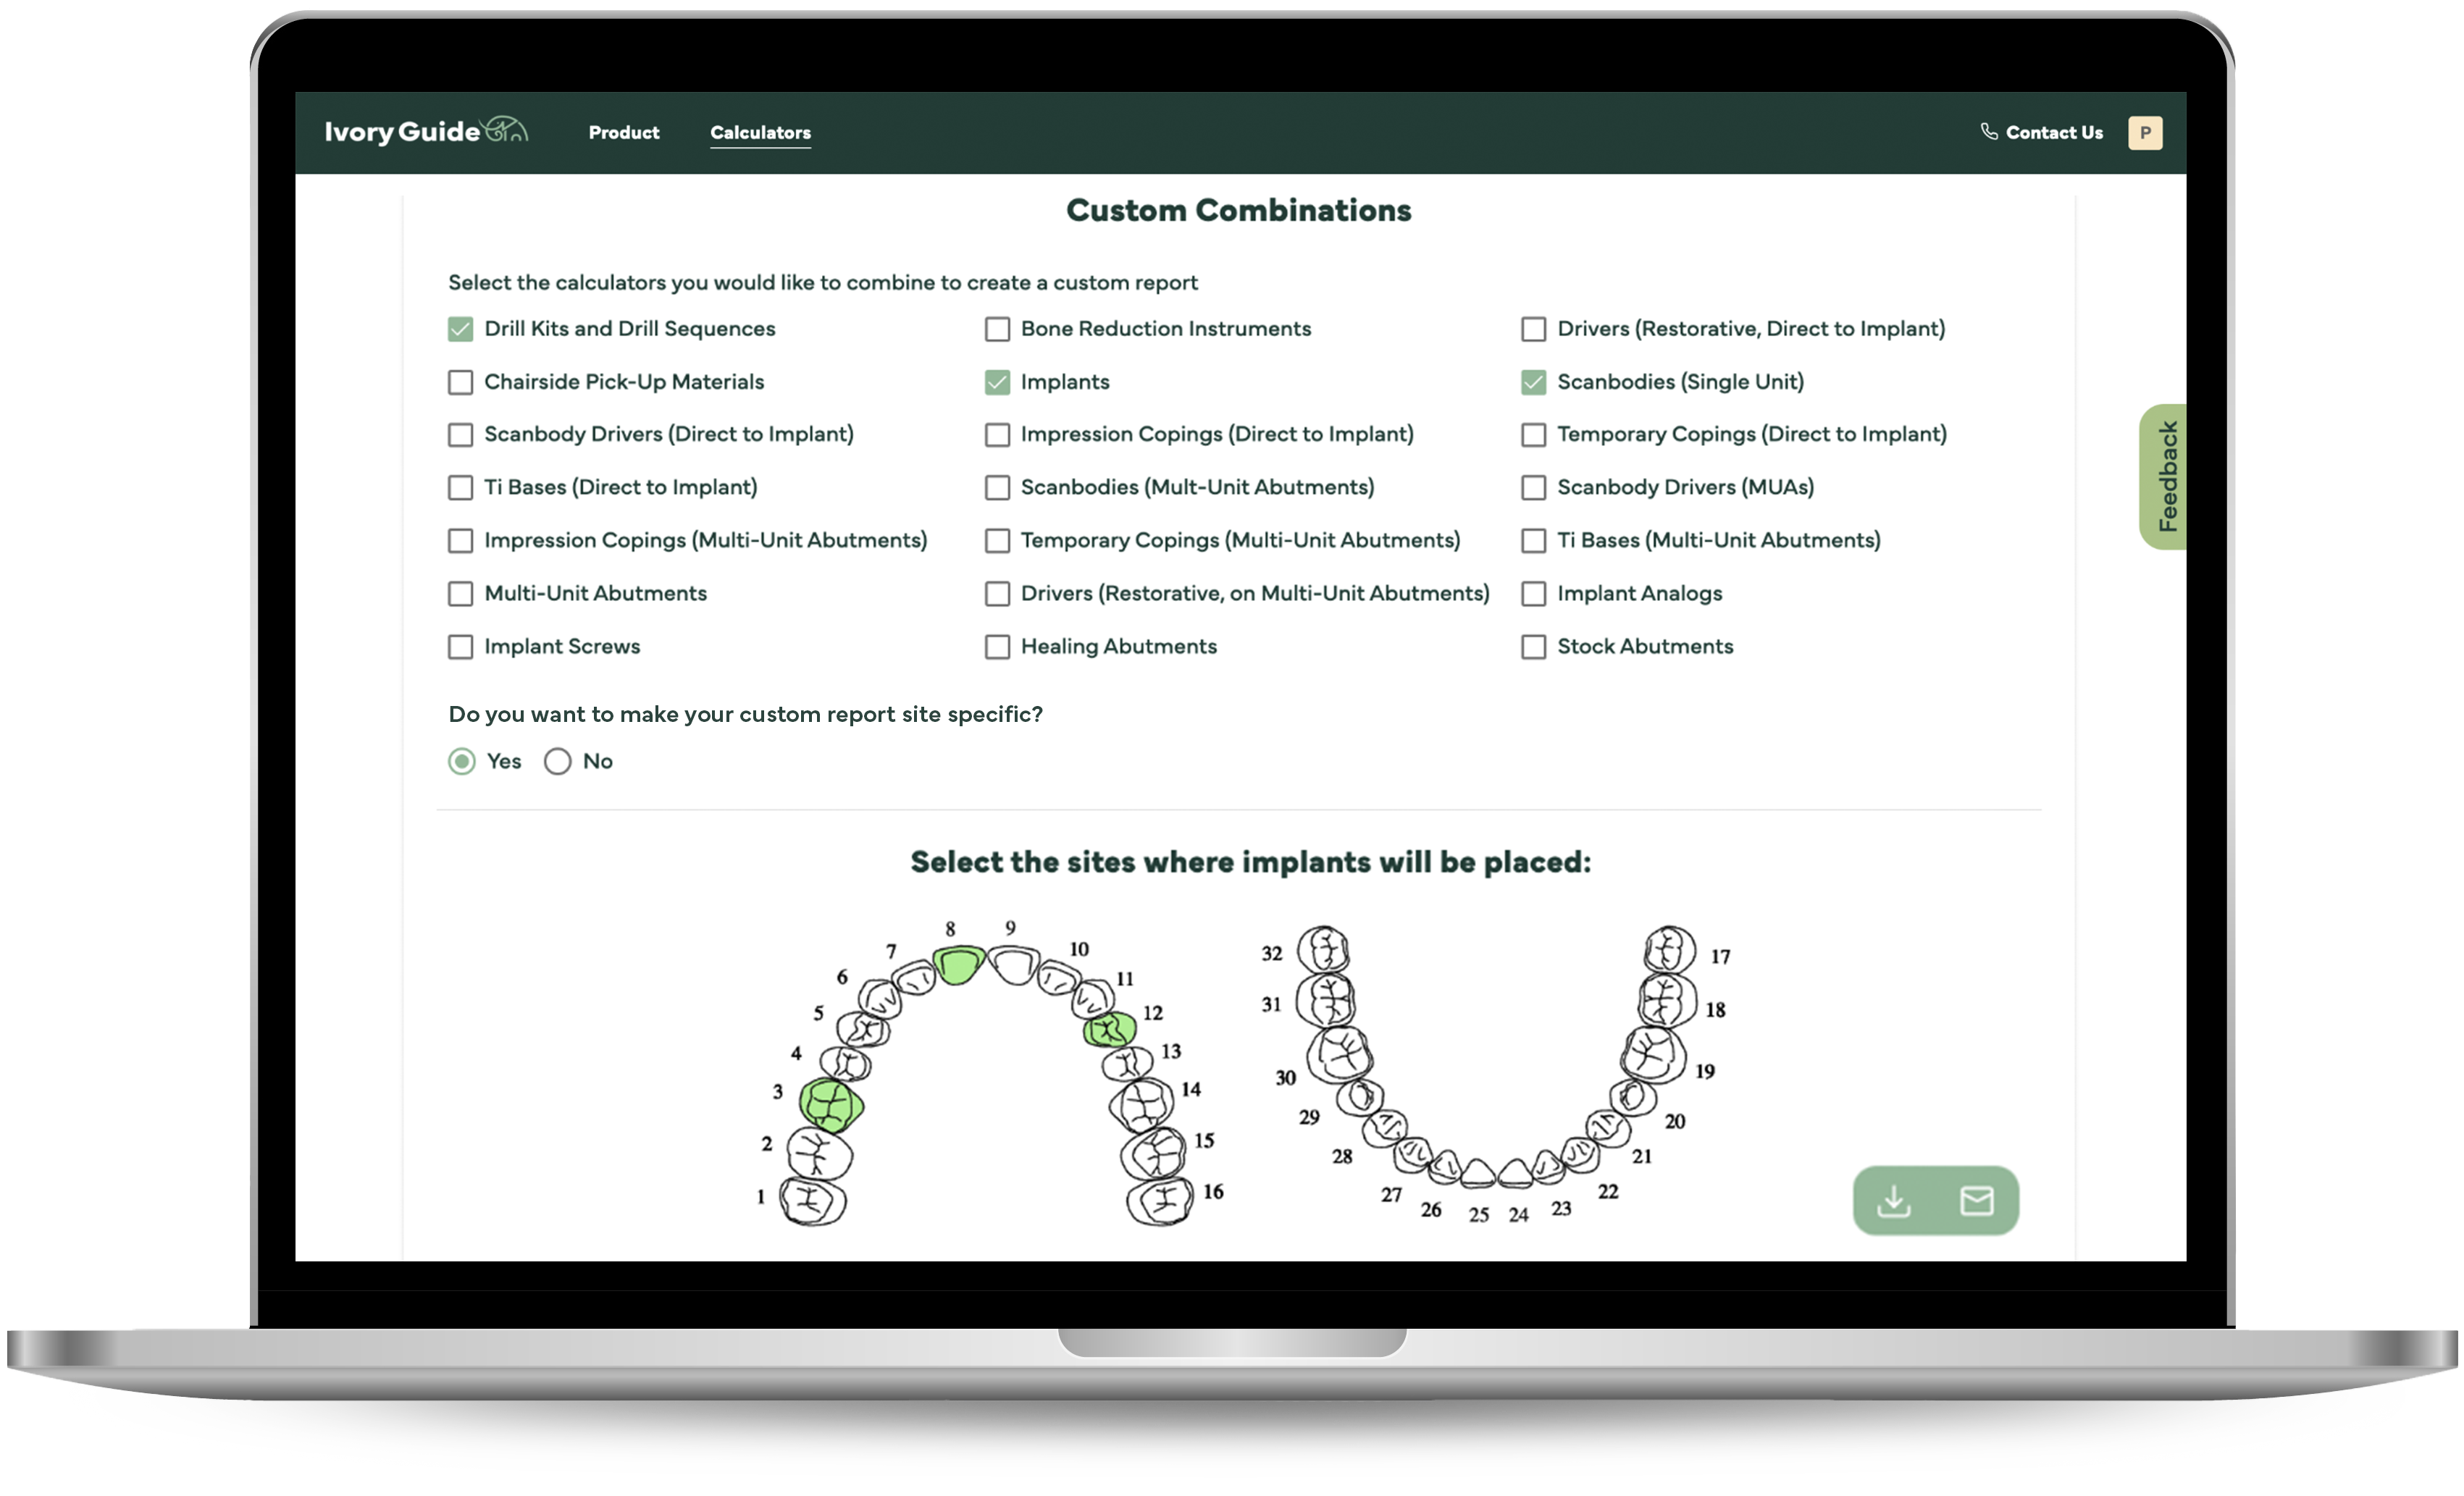 Ivory Guide
Product
Calculators
Contact Us
P
Custom Combinations
Select the calculators you would like to combine to create a custom report
Drill Kits and Drill Sequences
Bone Reduction Instruments
Drivers (Restorative, Direct to Implant)
Chairside Pick-Up Materials
Implants
Scanbodies (Single Unit)
Scanbody Drivers (Direct to Implant)
Impression Copings (Direct to Implant)
Temporary Copings (Direct to Implant)
Ti Bases (Direct to Implant)
Scanbodies (Mult-Unit Abutments)
Scanbody Drivers (MUAs)
Impression Copings (Multi-Unit Abutments)
Temporary Copings (Multi-Unit Abutments)
Ti Bases (Multi-Unit Abutments)
Multi-Unit Abutments
Drivers (Restorative, on Multi-Unit Abutments)
Implant Analogs
Implant Screws
Healing Abutments
Stock Abutments
Feedback
Do you want to make your custom report site specific?
Yes
No
Select the sites where implants will be placed:
1
2
3
4
5
6
7
8
9
10
11
12
13
14
15
16
32
31
30
29
28
27
26
25
24
23
22
21
20
19
18
17